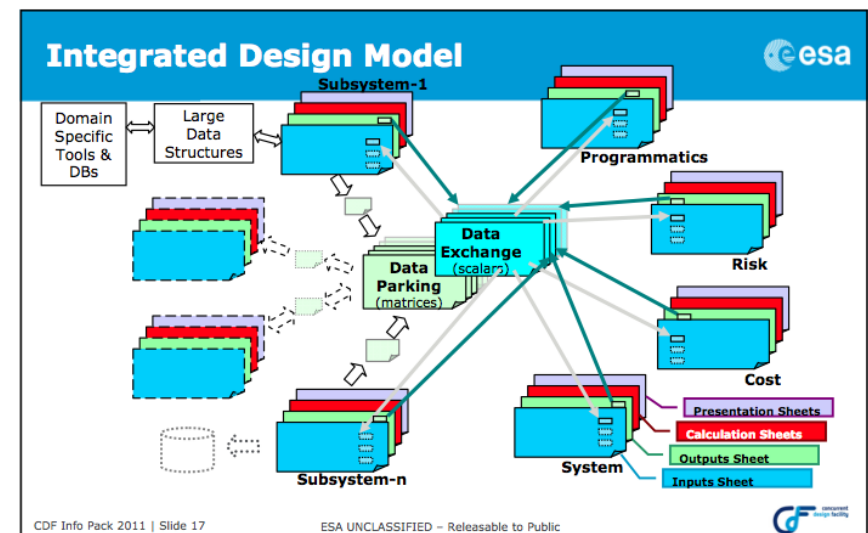 Integrated Design Model
esa
Subsystem-1
Domain
Specific
Tools &
DBs
Large
Data
Structures
Programmatics
Data
Exchange
(scalars)
Data
Parking
(matrices)
Risk
Cost
System
Subsystem-n
Presentation Sheets
Calculation Sheets
Outputs Sheet
Inputs Sheet
CDF Info Pack 2011 | Slide 17
ESA UNCLASSIFIED – Releasable to Public
concurrent
design facility